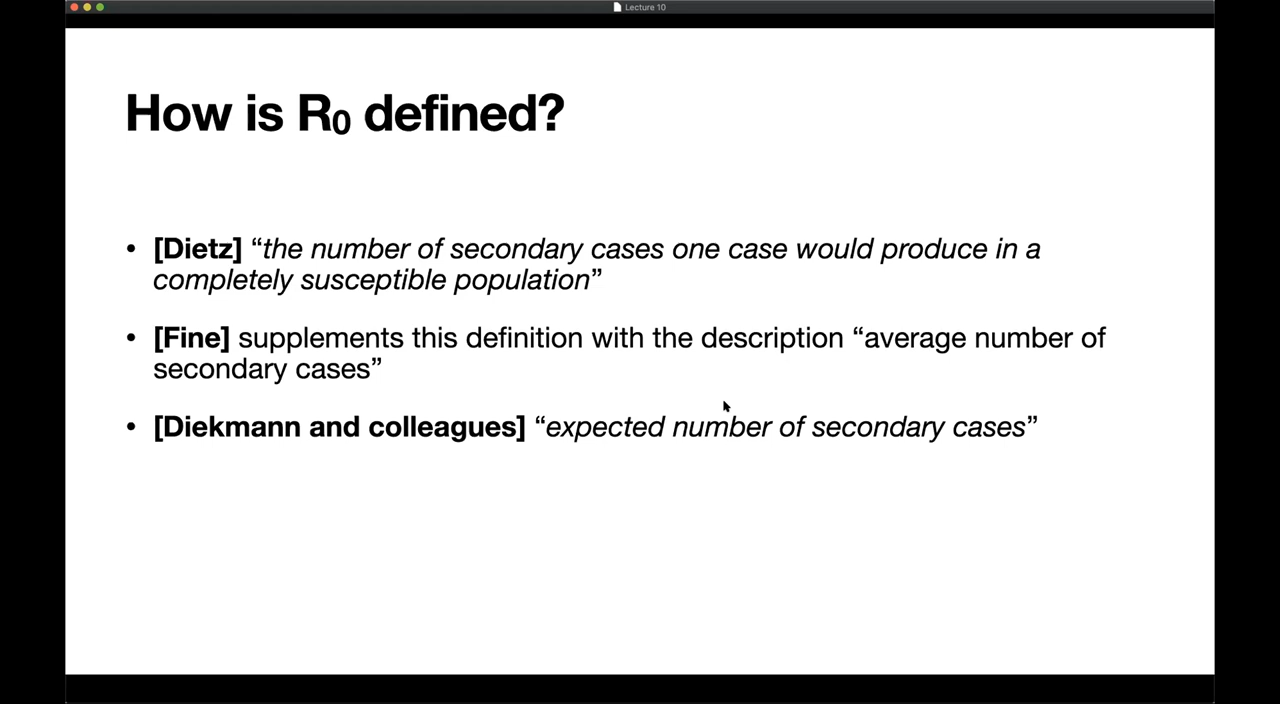 Lecture 10
How is R₀ defined?
• [Dietz] “the number of secondary cases one case would produce in a
completely susceptible population”
• [Fine] supplements this definition with the description “average number of
secondary cases”
• [Diekmann and colleagues] “expected number of secondary cases”